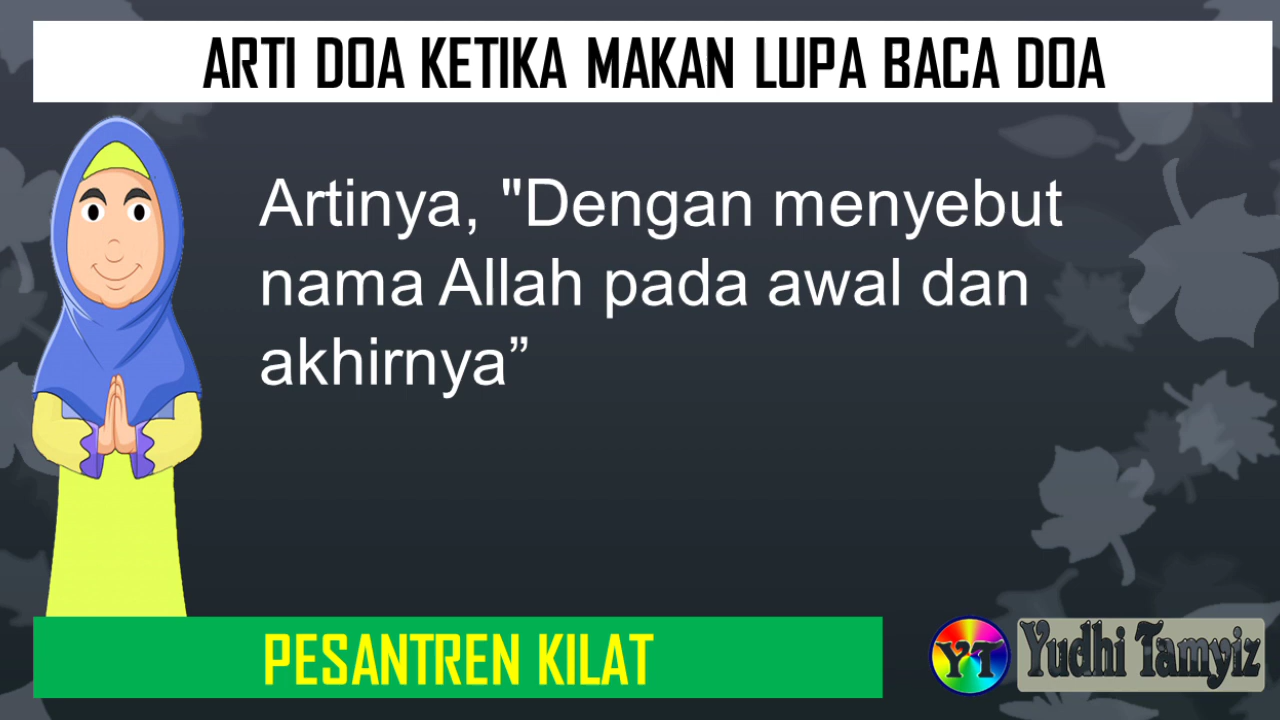 ARTI DOA KETIKA MAKAN LUPA BACA DOA
Artinya, "Dengan menyebut
nama Allah pada awal dan
akhirnya”
PESANTREN KILAT
YT Yudhi Tamyiz